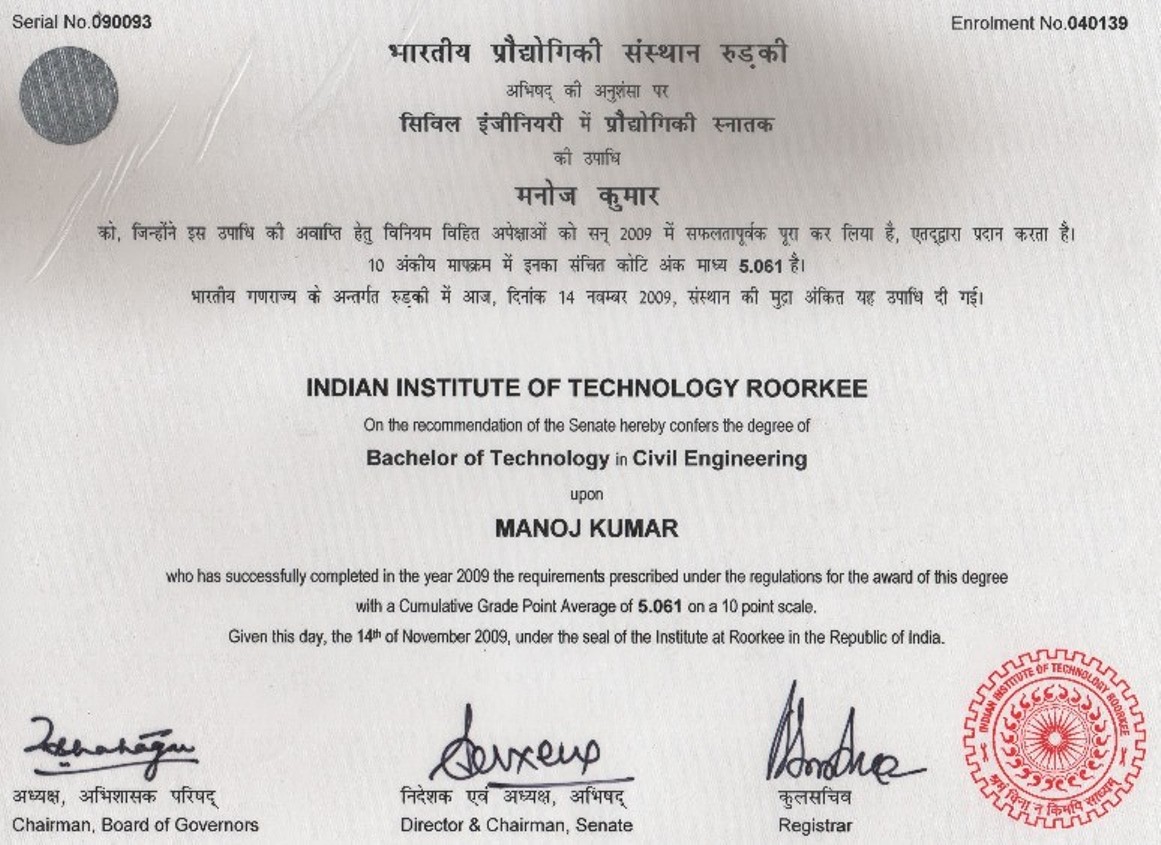 Serial No.090093
Enrolment No.040139
भारतीय प्रौद्योगिकी संस्थान रुड़की
अभिषद् की अनुशंसा पर
सिविल इंजीनियरी में प्रौद्योगिकी स्नातक
की उपाधि
मनोज कुमार
को, जिन्होंने इस उपाधि की अवाप्ति हेतु विनियम विहित अपेक्षाओं को सन् 2009 में सफलतापूर्वक पूरा कर लिया है, एतद्द्वारा प्रदान करता है।
10 अंकीय मापक्रम में इनका संचित कोटि अंक माध्य 5.061 है।
भारतीय गणराज्य के अन्तर्गत रुड़की में आज, दिनांक 14 नवम्बर 2009, संस्थान की मुद्रा अंकित यह उपाधि दी गई।
INDIAN INSTITUTE OF TECHNOLOGY ROORKEE
On the recommendation of the Senate hereby confers the degree of
Bachelor of Technology in Civil Engineering
upon
MANOJ KUMAR
who has successfully completed in the year 2009 the requirements prescribed under the regulations for the award of this degree
with a Cumulative Grade Point Average of 5.061 on a 10 point scale.
Given this day, the 14th of November 2009, under the seal of the Institute at Roorkee in the Republic of India.
INDIAN INSTITUTE OF TECHNOLOGY ROORKEE
श्रमं विना न किमपि साध्यम्
अध्यक्ष, अभिशासक परिषद्
Chairman, Board of Governors
निदेशक एवं अध्यक्ष, अभिषद्
Director & Chairman, Senate
कुलसचिव
Registrar